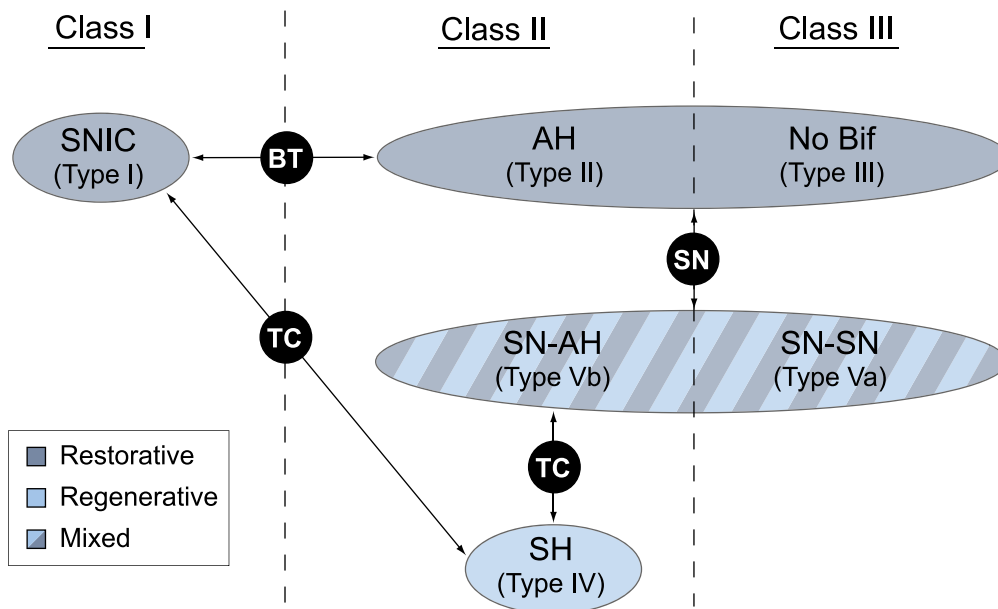 Class I
Class II
Class III
SNIC
(Type I)
BT
AH
(Type II)
No Bif
(Type III)
SN
TC
SN-AH
(Type Vb)
SN-SN
(Type Va)
TC
SH
(Type IV)
Restorative
Regenerative
Mixed